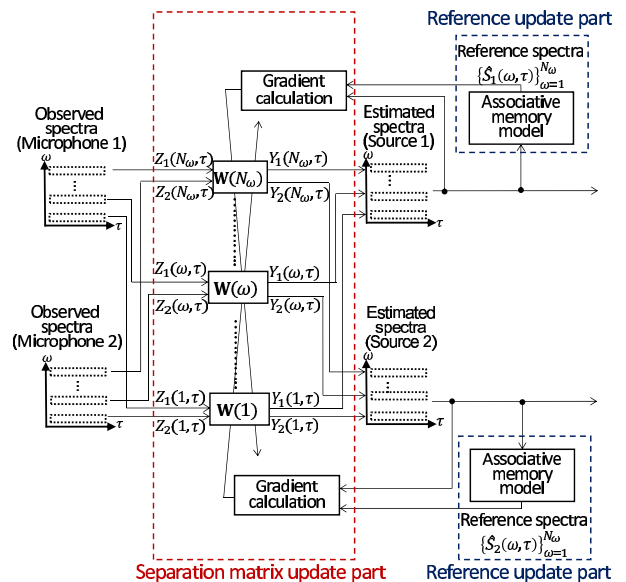 Reference update part
Reference spectra
{Ŝ₁(ω,τ)}ω=1^Nω
Gradient
calculation
Associative
memory
model
Observed
spectra
(Microphone 1)
Estimated
spectra
(Source 1)
ω
τ
ω
τ
Z₁(Nω,τ)
Z₂(Nω,τ)
W(Nω)
Y₁(Nω,τ)
Y₂(Nω,τ)
Z₁(ω,τ)
Z₂(ω,τ)
W(ω)
Y₁(ω,τ)
Y₂(ω,τ)
Observed
spectra
(Microphone 2)
Estimated
spectra
(Source 2)
ω
τ
ω
τ
Z₁(1,τ)
Z₂(1,τ)
W(1)
Y₁(1,τ)
Y₂(1,τ)
Gradient
calculation
Associative
memory
model
Reference spectra
{Ŝ₂(ω,τ)}ω=1^Nω
Separation matrix update part
Reference update part